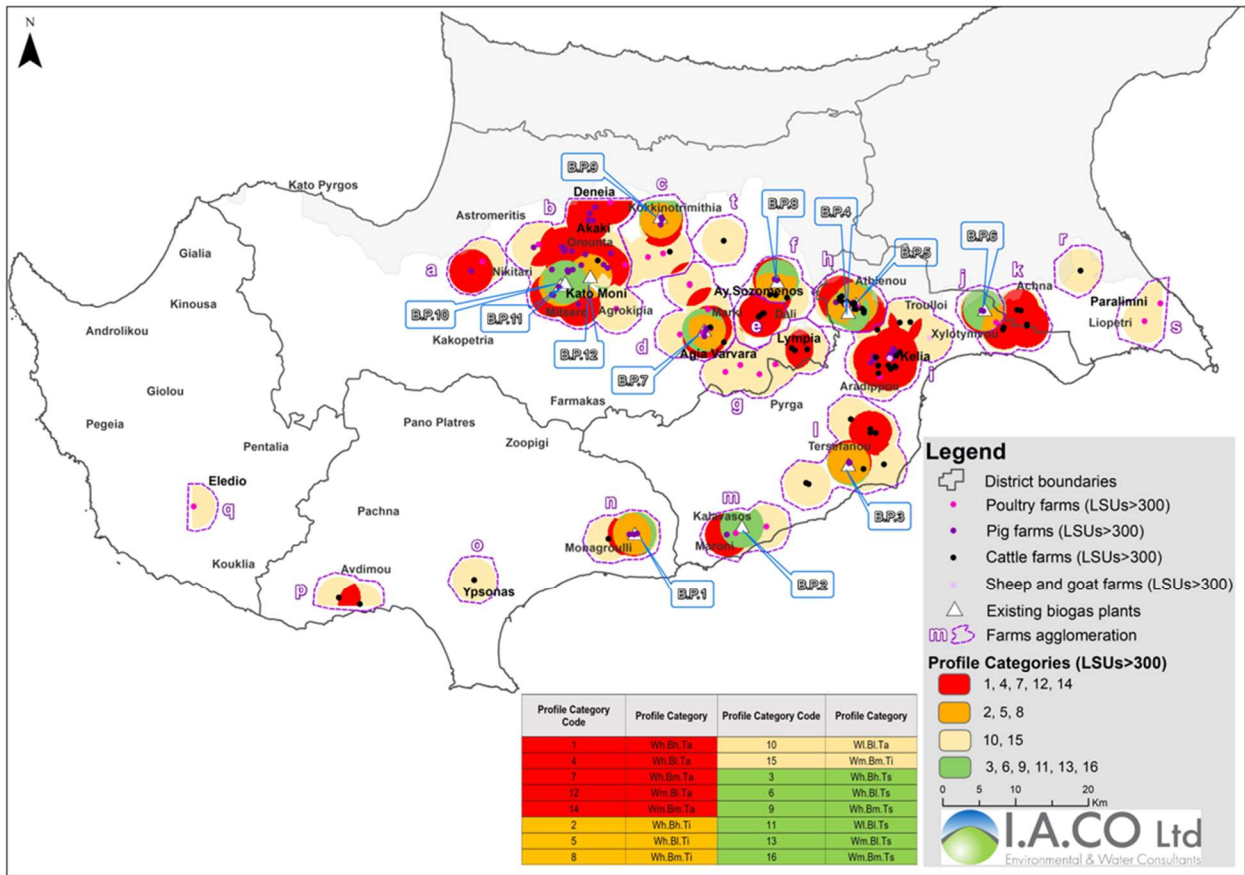 N
Kato Pyrgos
B.P.9
c
Deneia
b
Kokkinotrimithia
t
B.P.8
B.P.4
Astromeritis
Akaki
f
h
B.P.5
B.P.6
r
Gialia
Orounta
Athienou
j
k
a
Nikitari
Ay.Sozomenos
Achna
Kinousa
Kato Moni
Troulloi
Paralimni
B.P.10
Mitsero
Agrokipia
Marki
e
Dali
Liopetri
s
Androlikou
B.P.11
Xylotymvou
Kakopetria
d
Lympia
B.P.12
Agia Varvara
Kelia
i
B.P.7
Aradippou
Giolou
Farmakas
g
Pyrga
Pegeia
Pano Platres
Zoopigi
l
Pentalia
Tersefanou
Eledio
q
Pachna
n
m
Kalavasos
B.P.3
Monagroulli
Maroni
Kouklia
o
Avdimou
p
Ypsonas
B.P.1
B.P.2
Legend
District boundaries
Poultry farms (LSUs>300)
Pig farms (LSUs>300)
Cattle farms (LSUs>300)
Sheep and goat farms (LSUs>300)
Existing biogas plants
m Farms agglomeration
Profile Categories (LSUs>300)
1, 4, 7, 12, 14
2, 5, 8
10, 15
3, 6, 9, 11, 13, 16
0 5 10 20
Km
I.A.CO Ltd
Environmental & Water Consultants
Profile Category Code Profile Category Profile Category Code Profile Category
1 Wh.Bh.Ta 10 Wl.Bl.Ta
4 Wh.Bl.Ta 15 Wm.Bm.Ti
7 Wh.Bm.Ta 3 Wh.Bh.Ts
12 Wm.Bl.Ta 6 Wh.Bl.Ts
14 Wm.Bm.Ta 9 Wh.Bm.Ts
2 Wh.Bh.Ti 11 Wl.Bl.Ts
5 Wh.Bl.Ti 13 Wm.Bl.Ts
8 Wh.Bm.Ti 16 Wm.Bm.Ts